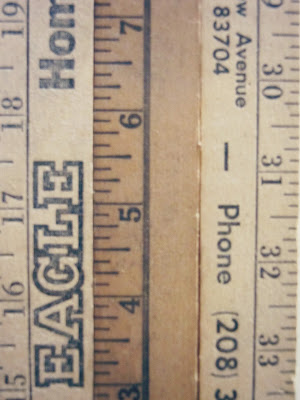 15 16 17 18 19
EAGLE Hom
3 4 5 6 7
w Avenue
83704 — Phone (208) 3
9 30 31 32 33